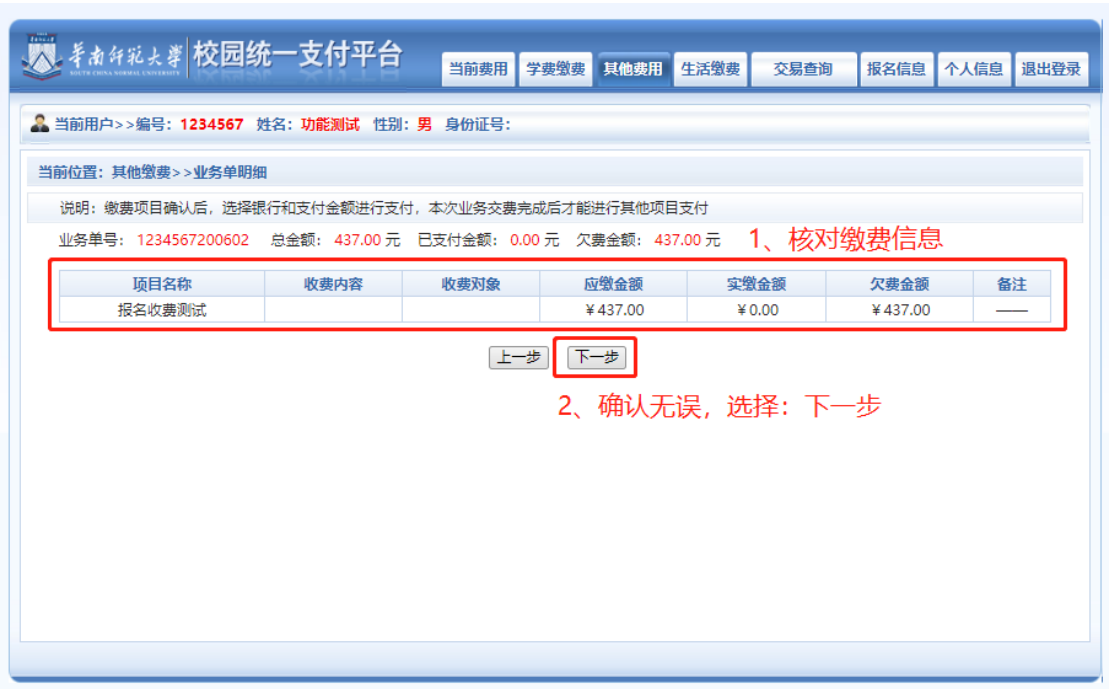 华南师范大学 校园统一支付平台
SOUTH CHINA NORMAL UNIVERSITY
当前费用 学费缴费 其他费用 生活缴费 交易查询 报名信息 个人信息 退出登录
当前用户>>编号：1234567 姓名：功能测试 性别：男 身份证号：
当前位置：其他缴费>>业务单明细
说明：缴费项目确认后，选择银行和支付金额进行支付，本次业务交费完成后才能进行其他项目支付
业务单号：1234567200602 总金额：437.00 元 已支付金额：0.00 元 欠费金额：437.00 元
1、核对缴费信息
项目名称 收费内容 收费对象 应缴金额 实缴金额 欠费金额 备注
报名收费测试 ￥437.00 ￥0.00 ￥437.00 ——
上一步 下一步
2、确认无误，选择：下一步